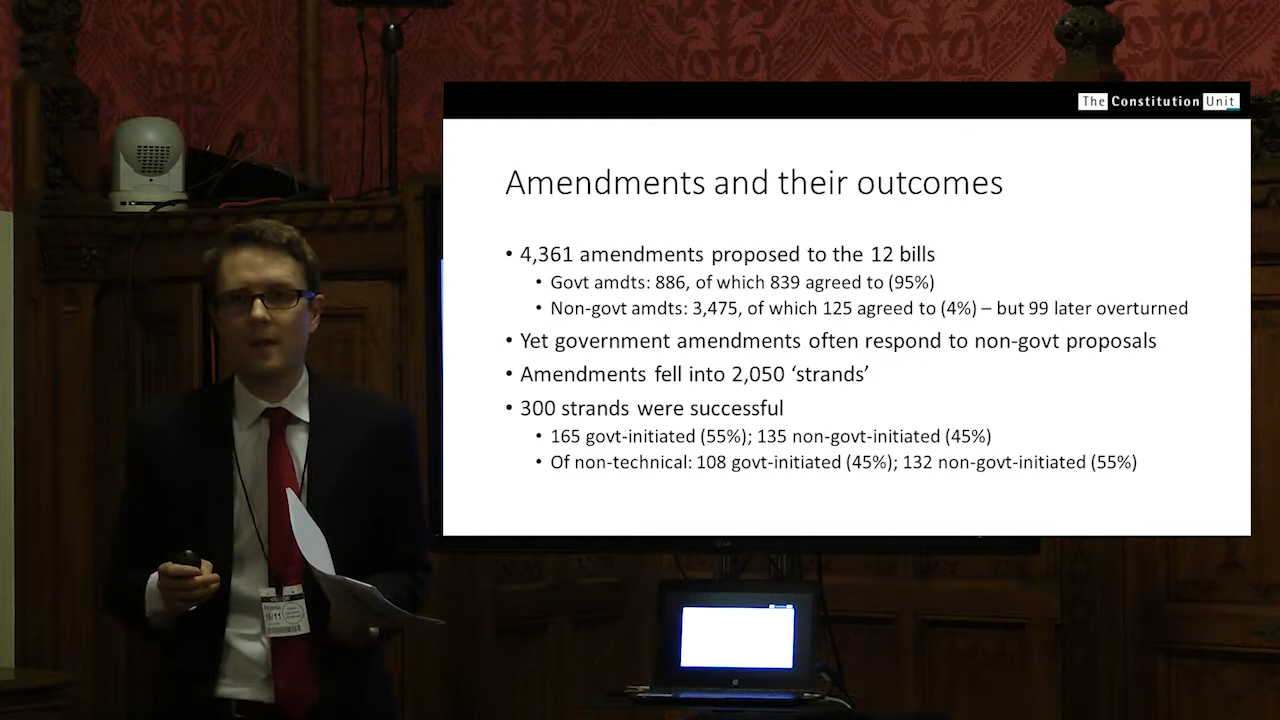 The Constitution Unit
Amendments and their outcomes
• 4,361 amendments proposed to the 12 bills
• Govt amdts: 886, of which 839 agreed to (95%)
• Non-govt amdts: 3,475, of which 125 agreed to (4%) – but 99 later overturned
• Yet government amendments often respond to non-govt proposals
• Amendments fell into 2,050 ‘strands’
• 300 strands were successful
• 165 govt-initiated (55%); 135 non-govt-initiated (45%)
• Of non-technical: 108 govt-initiated (45%); 132 non-govt-initiated (55%)
16/11